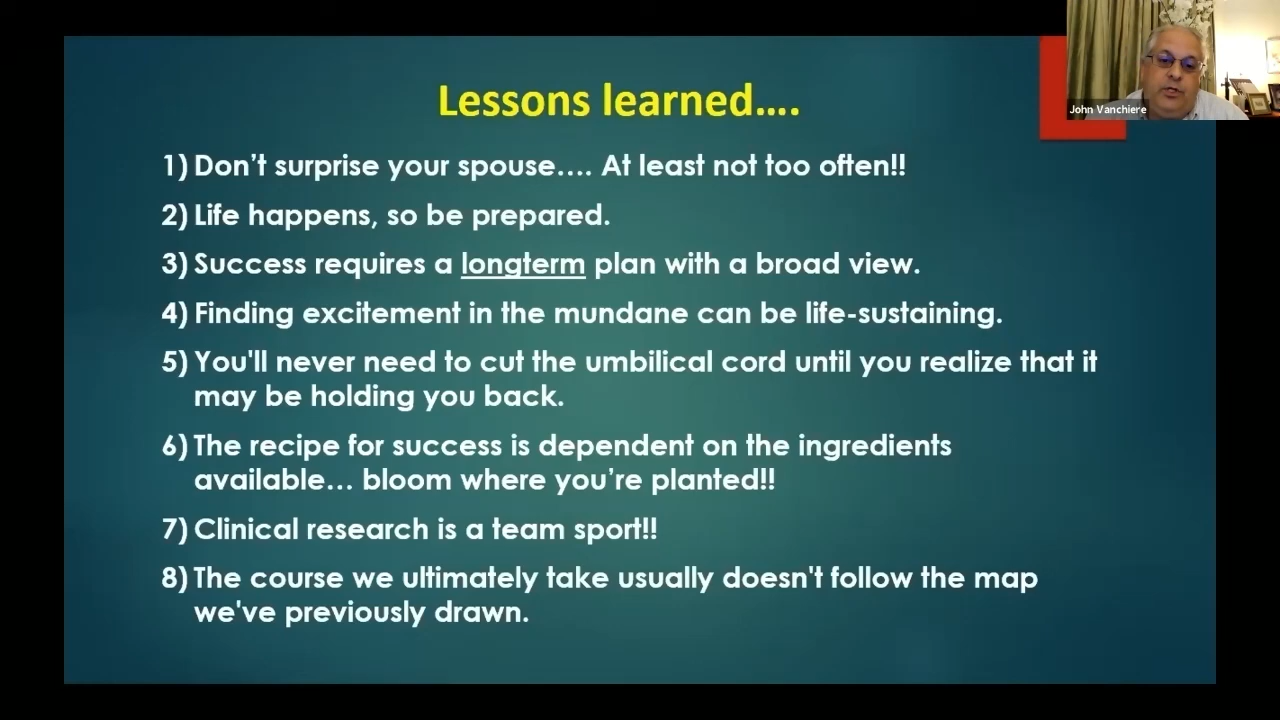 Lessons learned….
John Vanchiere
1) Don’t surprise your spouse…. At least not too often!!
2) Life happens, so be prepared.
3) Success requires a longterm plan with a broad view.
4) Finding excitement in the mundane can be life-sustaining.
5) You'll never need to cut the umbilical cord until you realize that it
may be holding you back.
6) The recipe for success is dependent on the ingredients
available… bloom where you’re planted!!
7) Clinical research is a team sport!!
8) The course we ultimately take usually doesn't follow the map
we've previously drawn.